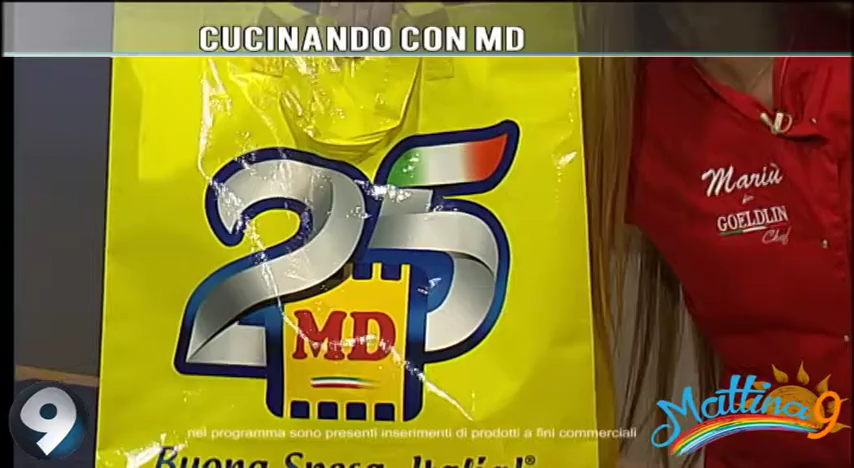 CUCINANDO CON MD
25
MD
Mariù
for
GOELDLIN
Chef
nel programma sono presenti inserimenti di prodotti a fini commerciali
Buona Spesa, Italia!®
9
Mattina 9